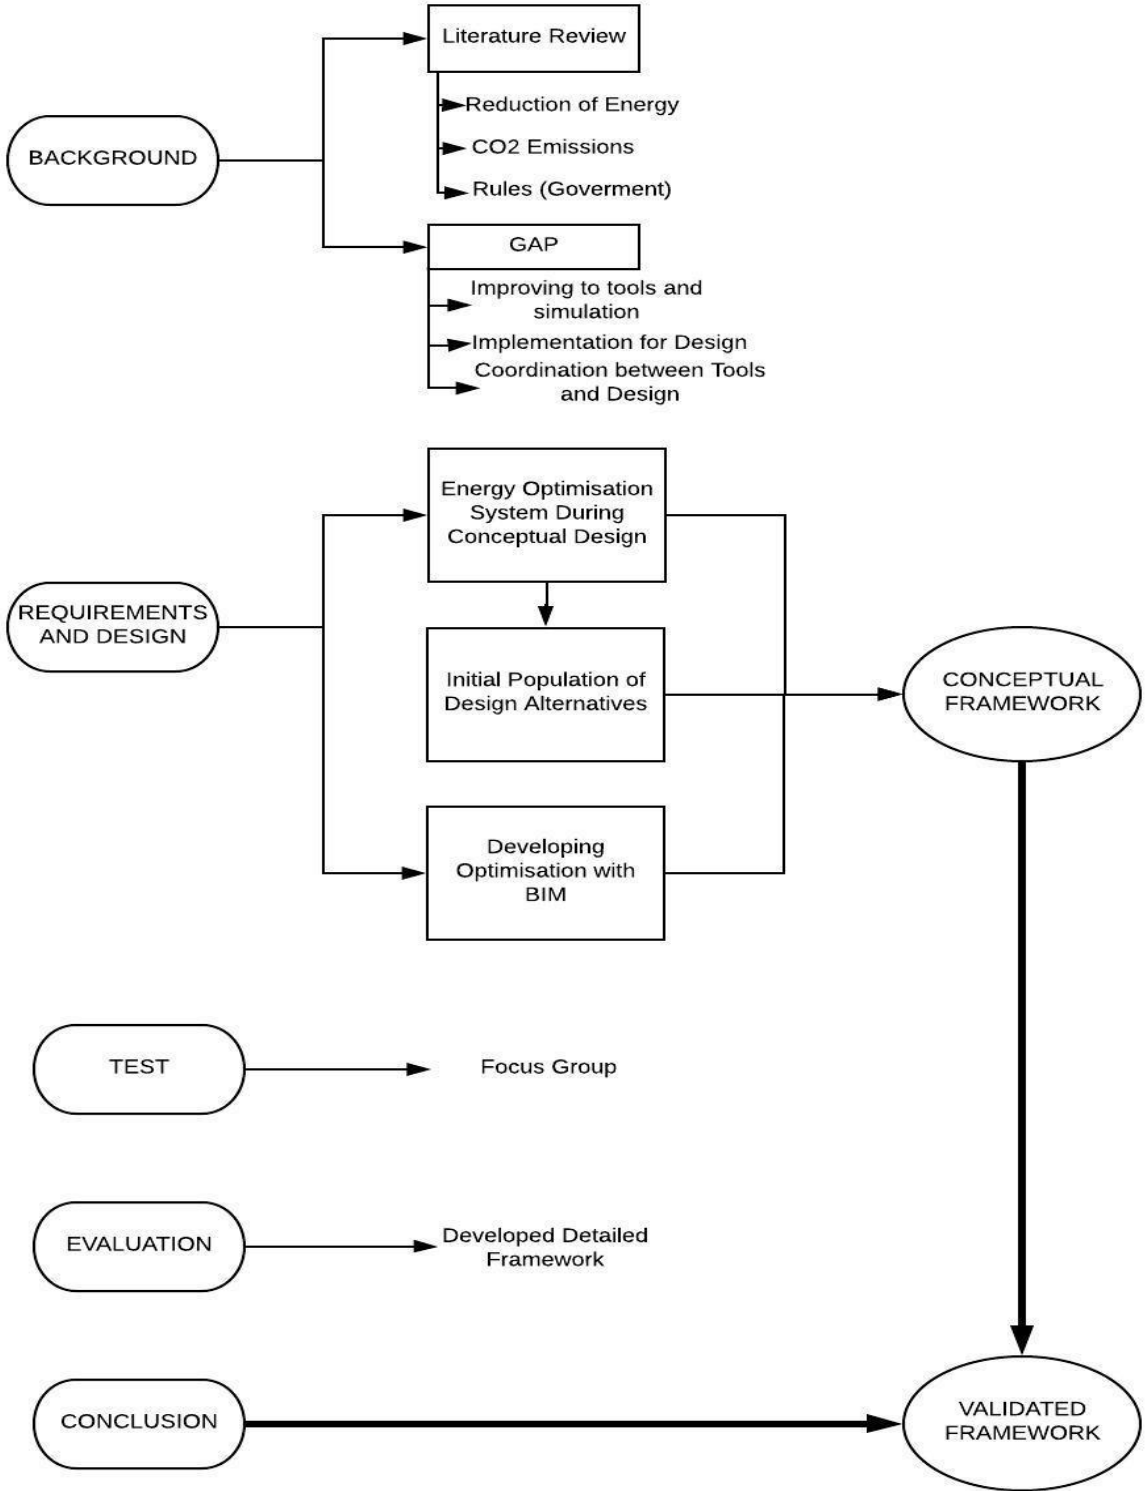 BACKGROUND
Literature Review
Reduction of Energy
CO2 Emissions
Rules (Goverment)
GAP
Improving to tools and
simulation
Implementation for Design
Coordination between Tools
and Design
REQUIREMENTS
AND DESIGN
Energy Optimisation
System During
Conceptual Design
Initial Population of
Design Alternatives
Developing
Optimisation with
BIM
CONCEPTUAL
FRAMEWORK
TEST
Focus Group
EVALUATION
Developed Detailed
Framework
CONCLUSION
VALIDATED
FRAMEWORK